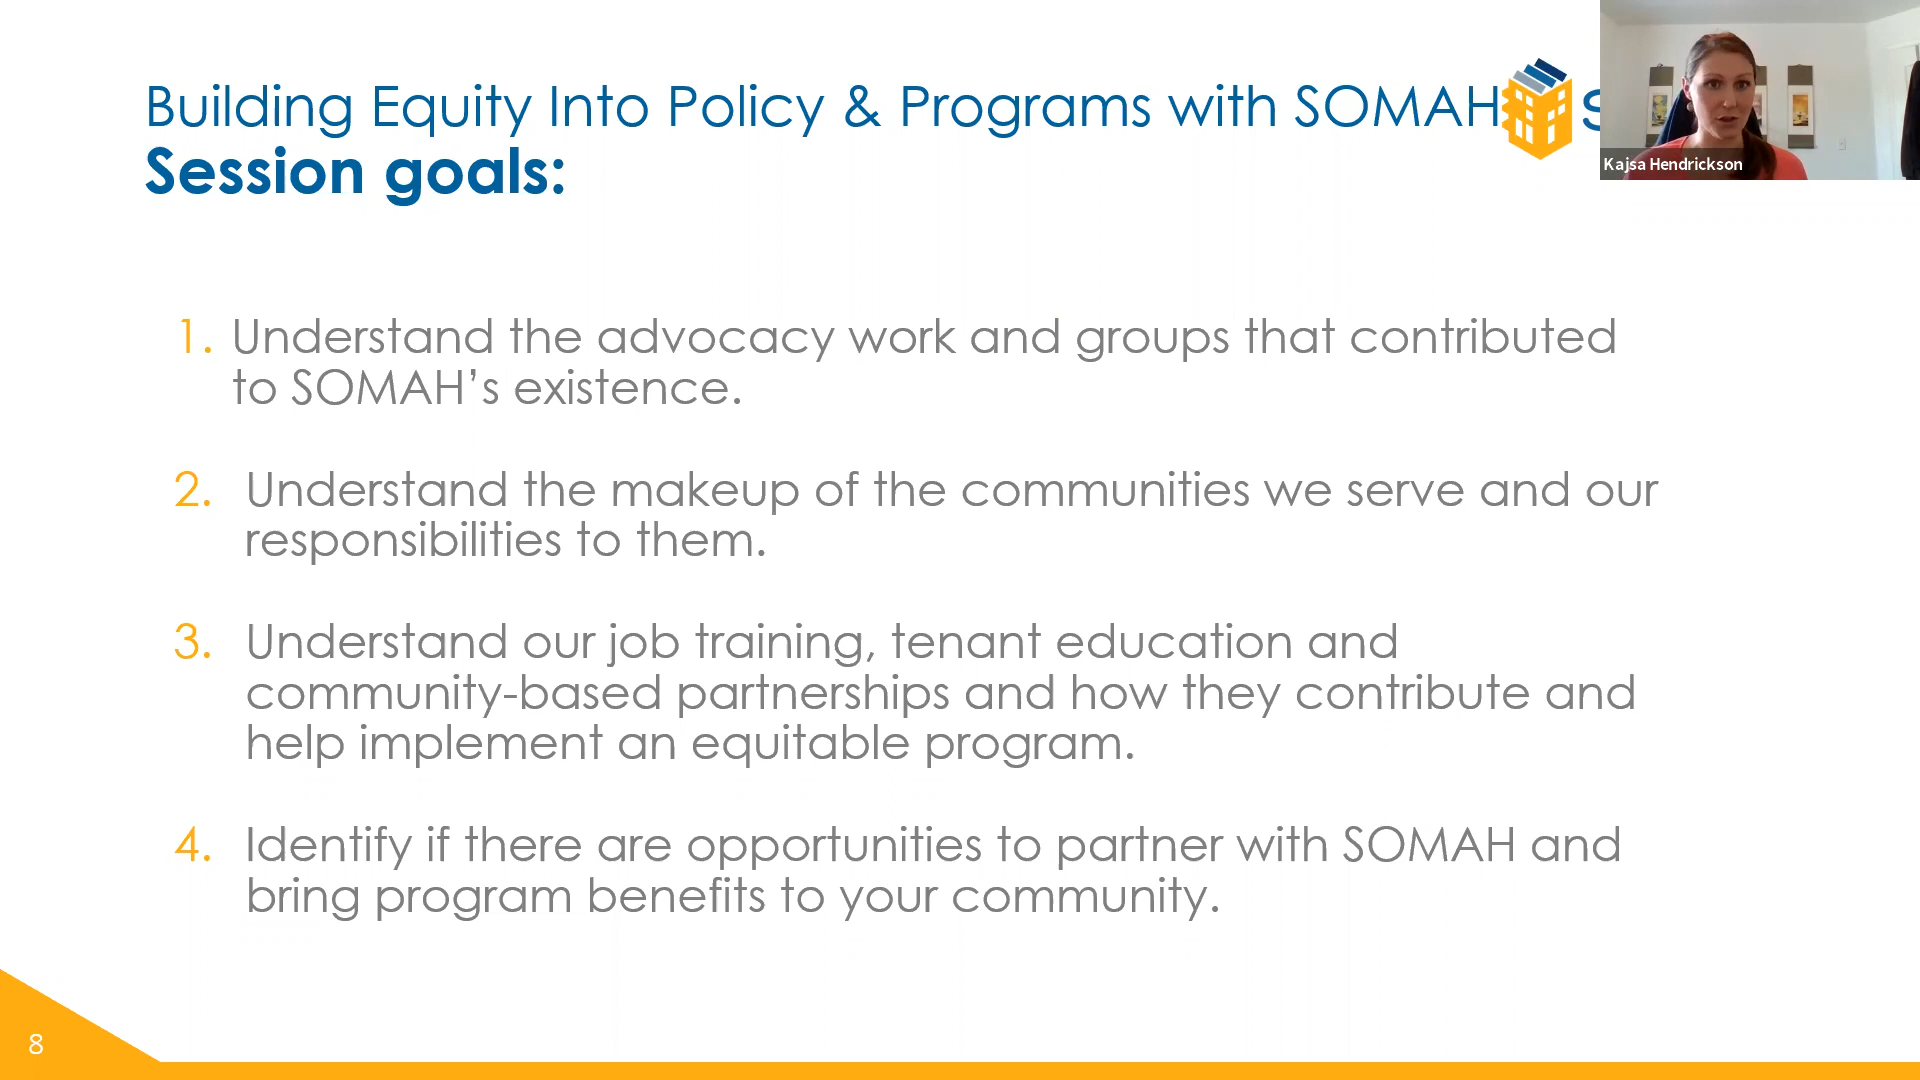 Building Equity Into Policy & Programs with SOMAH
Session goals:
Kajsa Hendrickson
1. Understand the advocacy work and groups that contributed
to SOMAH’s existence.
2. Understand the makeup of the communities we serve and our
responsibilities to them.
3. Understand our job training, tenant education and
community-based partnerships and how they contribute and
help implement an equitable program.
4. Identify if there are opportunities to partner with SOMAH and
bring program benefits to your community.
8